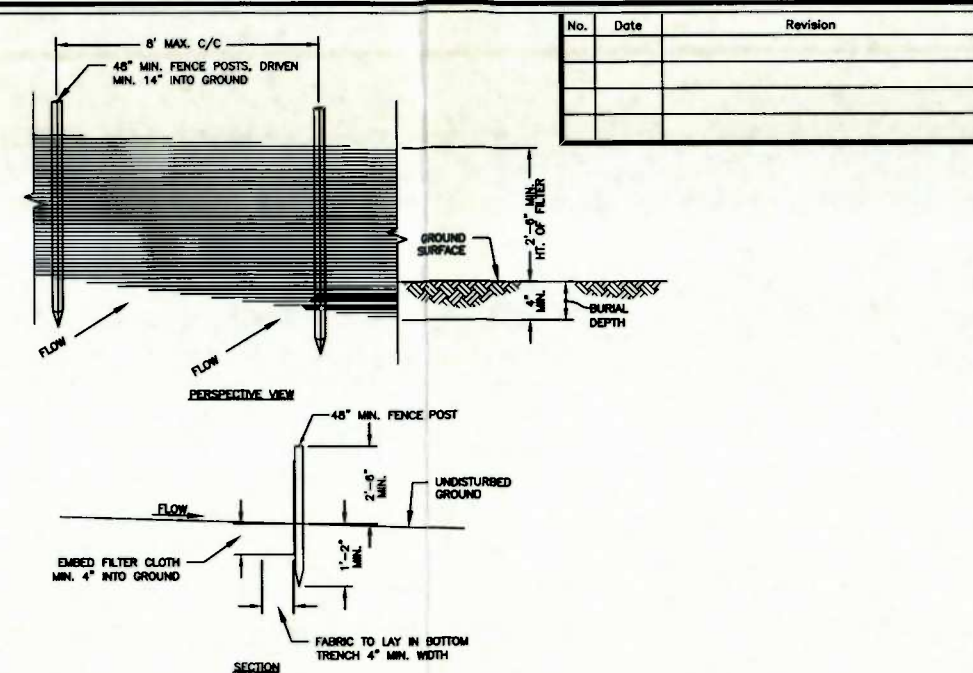 No. Date Revision
8' MAX. C/C
48" MIN. FENCE POSTS, DRIVEN
MIN. 14" INTO GROUND
2'-6" MIN.
HT. OF FILTER
GROUND
SURFACE
4"
MIN.
BURIAL
DEPTH
FLOW
FLOW
PERSPECTIVE VIEW
48" MIN. FENCE POST
2'-6"
MIN.
UNDISTURBED
GROUND
FLOW
EMBED FILTER CLOTH
MIN. 4" INTO GROUND
1'-2"
MIN.
FABRIC TO LAY IN BOTTOM
TRENCH 4" MIN. WIDTH
SECTION